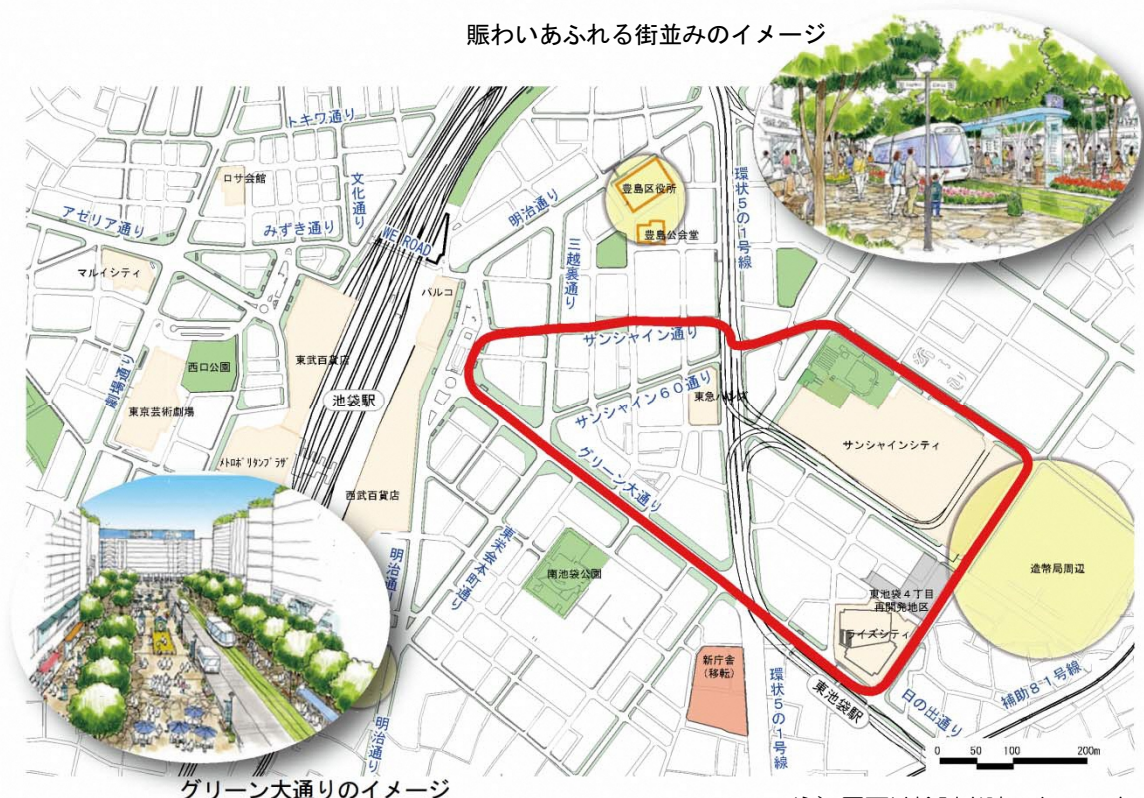 賑わいあふれる街並みのイメージ
トキワ通り
ロサ会館
文化通り
アゼリア通り
みずき通り
WE ROAD
明治通り
豊島区役所
豊島公会堂
環状5の1号線
三越裏通り
マルイシティ
パルコ
サンシャイン通り
西口公園
東武百貨店
劇場通り
東京芸術劇場
池袋駅
サンシャイン60通り
東急ハンズ
サンシャインシティ
メトロポリタンプラザ
グリーン大通り
西武百貨店
東栄会本町通り
明治通り
南池袋公園
造幣局周辺
東池袋4丁目
再開発地区
ライズシティ
新庁舎
(移転)
環状5の1号線
東池袋駅
日の出通り
補助81号線
明治通り
0 50 100 200m
グリーン大通りのイメージ